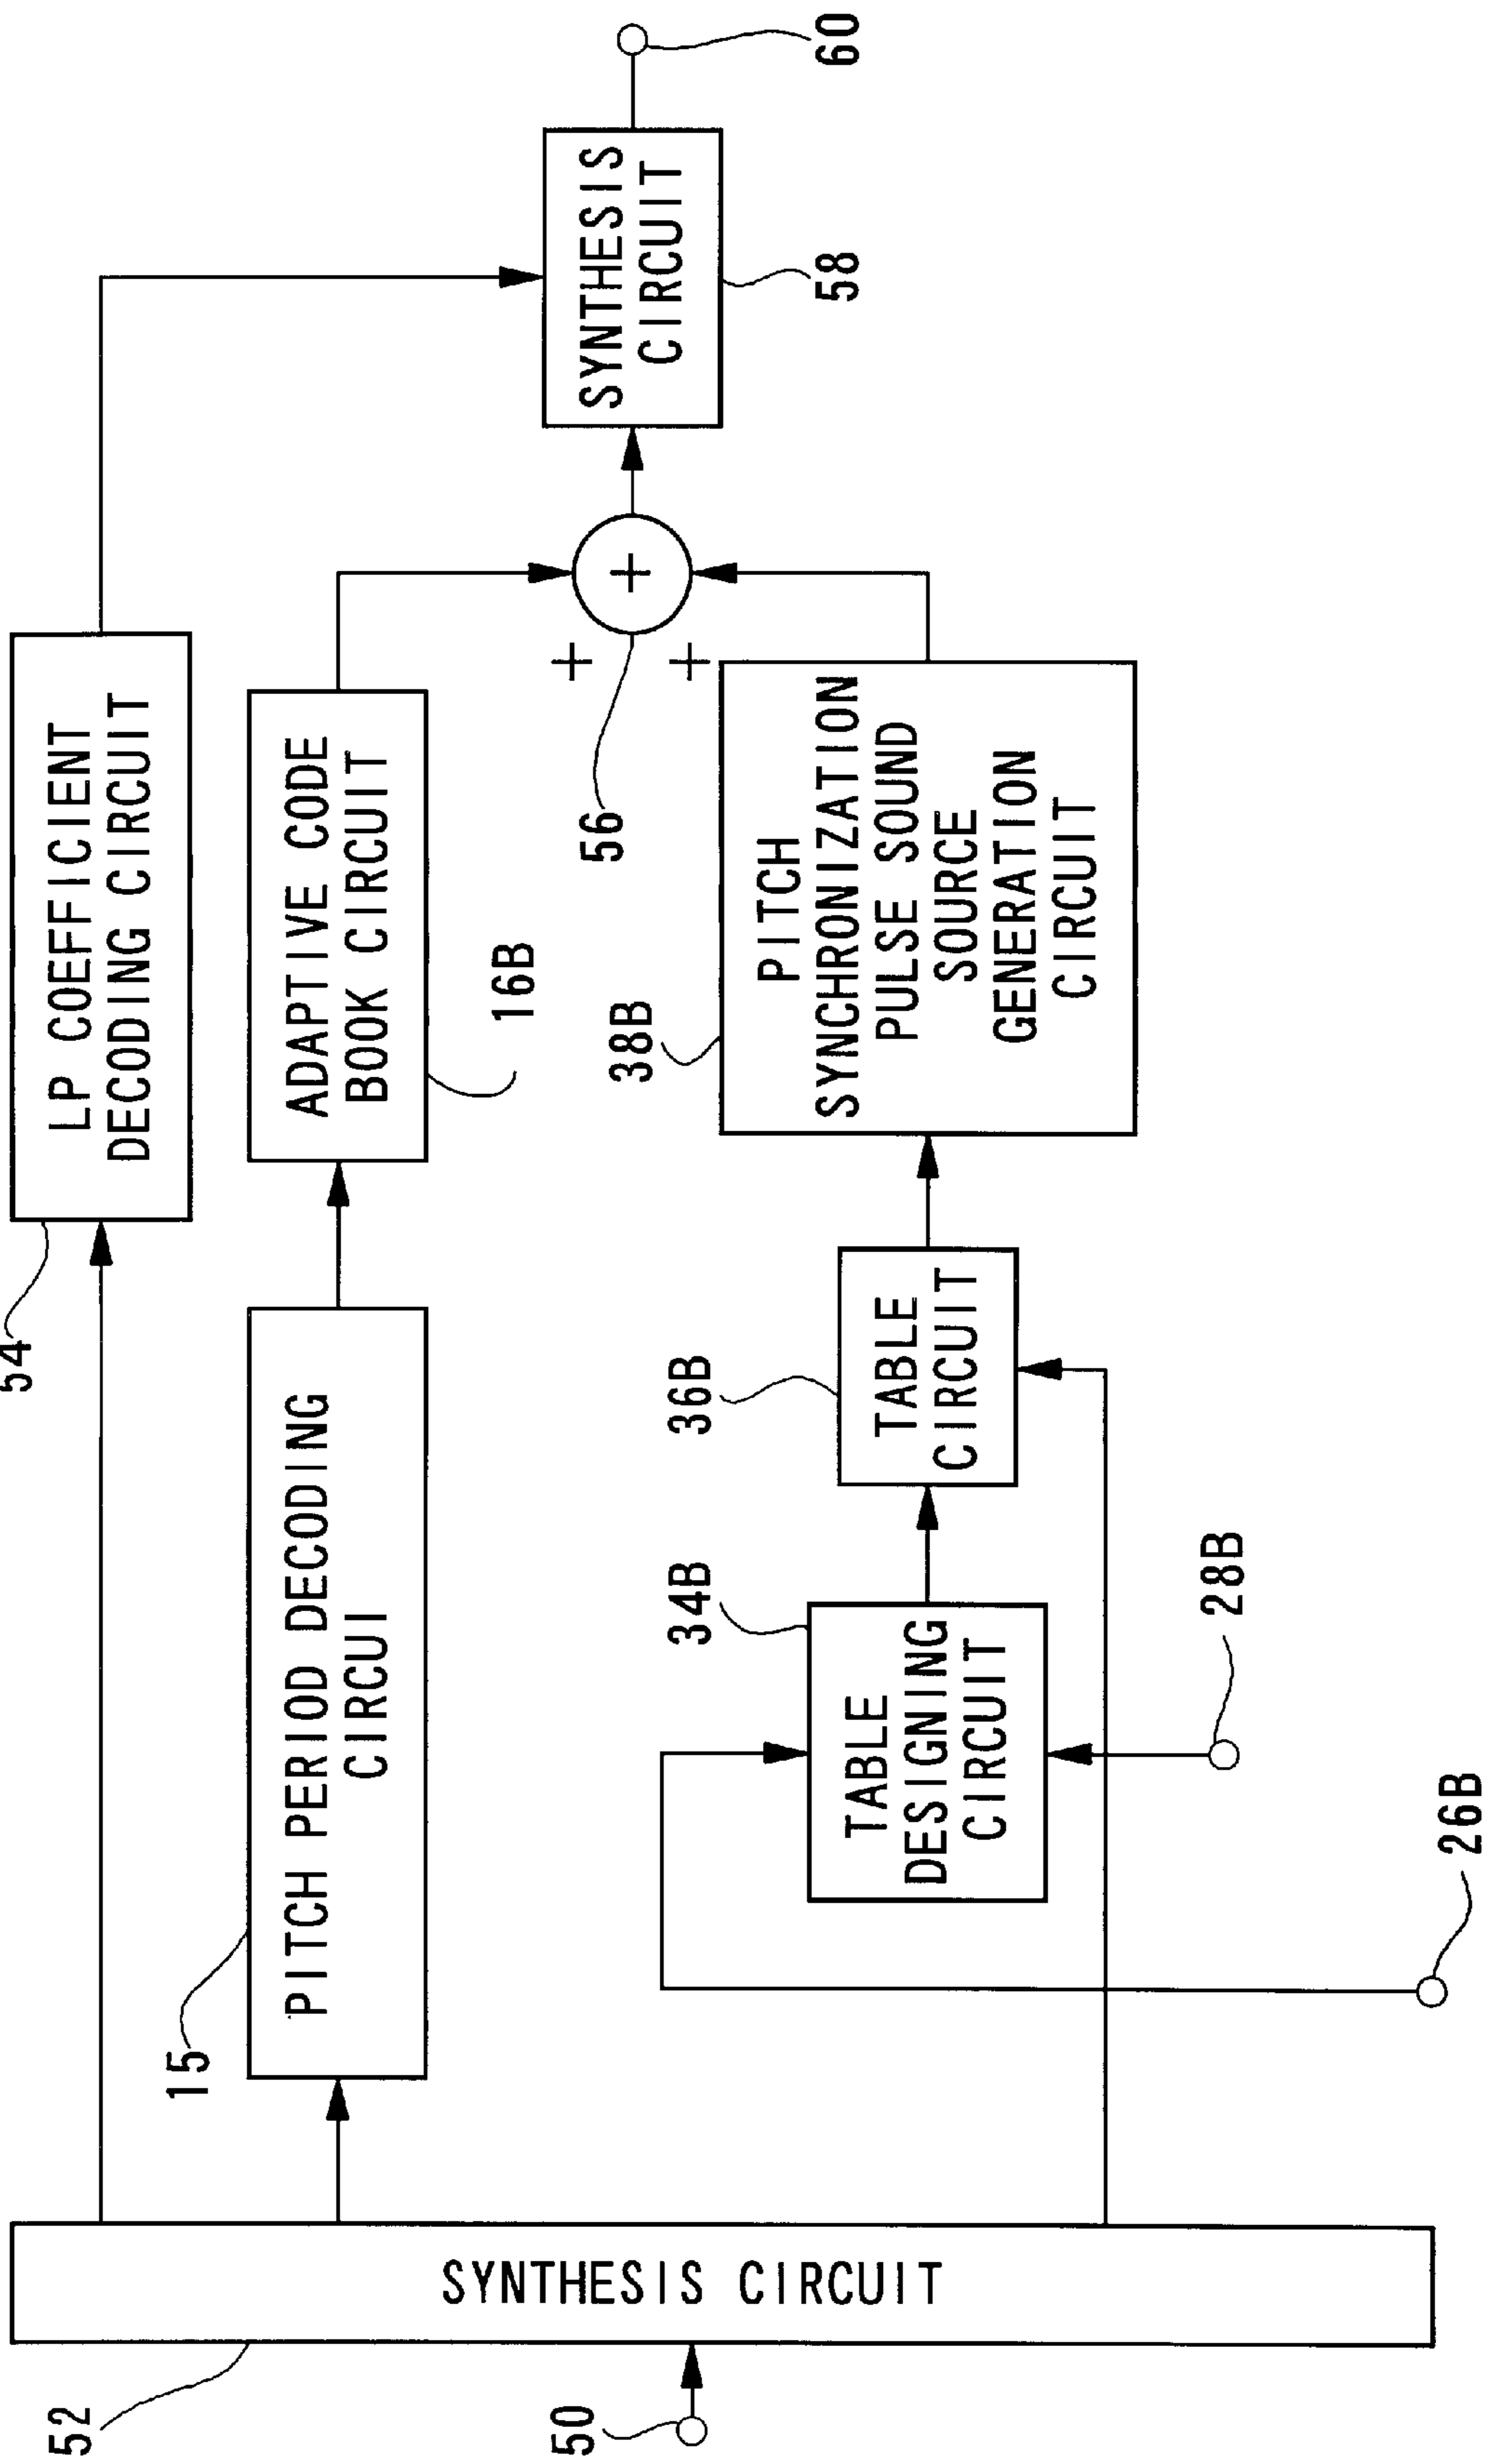 54
LP COEFFICIENT
DECODING CIRCUIT
15
PITCH PERIOD DECODING
CIRCUI
ADAPTIVE CODE
BOOK CIRCUIT
16B
52
SYNTHESIS CIRCUIT
50
+
+
+
56
SYNTHESIS
CIRCUIT
58
60
38B
PITCH
SYNCHRONIZATION
PULSE SOUND
SOURCE
GENERATION
CIRCUIT
34B
TABLE
DESIGNING
CIRCUIT
36B
TABLE
CIRCUIT
28B
26B